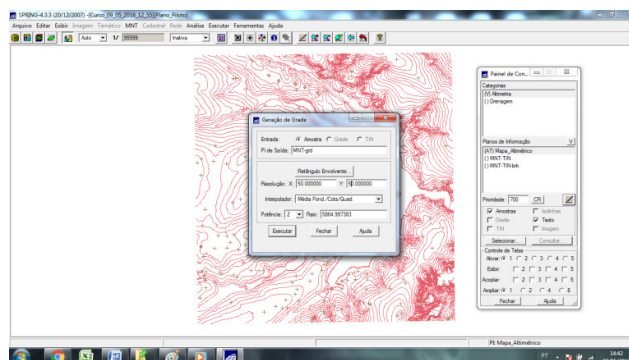 SPRING-4.3.3 (20/12/2007) -[Curso_09_05_2016_12_55][Plano_Piloto]
Arquivo Editar Exibir Imagem Temático MNT Cadastral Rede Análise Executar Ferramentas Ajuda
Auto 1/ 95599 Inativa
Geração de Grade
Entrada: Amostra Grade TIN
PI de Saída: MNT-grd
Retângulo Envolvente...
Resolução: X: 50.000000 Y: 50.000000
Interpolador: Média Pond./Cota/Quad.
Potência: 2 Raio: 5864.997383
Executar Fechar Ajuda
Painel de Con...
Categorias
(V) Altimetria
( ) Drenagem
Planos de Informação V
(AT) Mapa_Altimétrico
( ) MNT-TIN
( ) MNT-TIN-brk
Prioridade: 700 CR
Amostras Isolinhas
Grade Texto
TIN Imagem
Selecionar... Consultar...
Controle de Telas
Ativar: 1 2 3 4 5
Exibir: 2 3 4 5
Acoplar: 2 3 4 5
Ampliar: 1 2 4 8
Fechar Ajuda
PI: Mapa_Altimétrico
PT 14:42